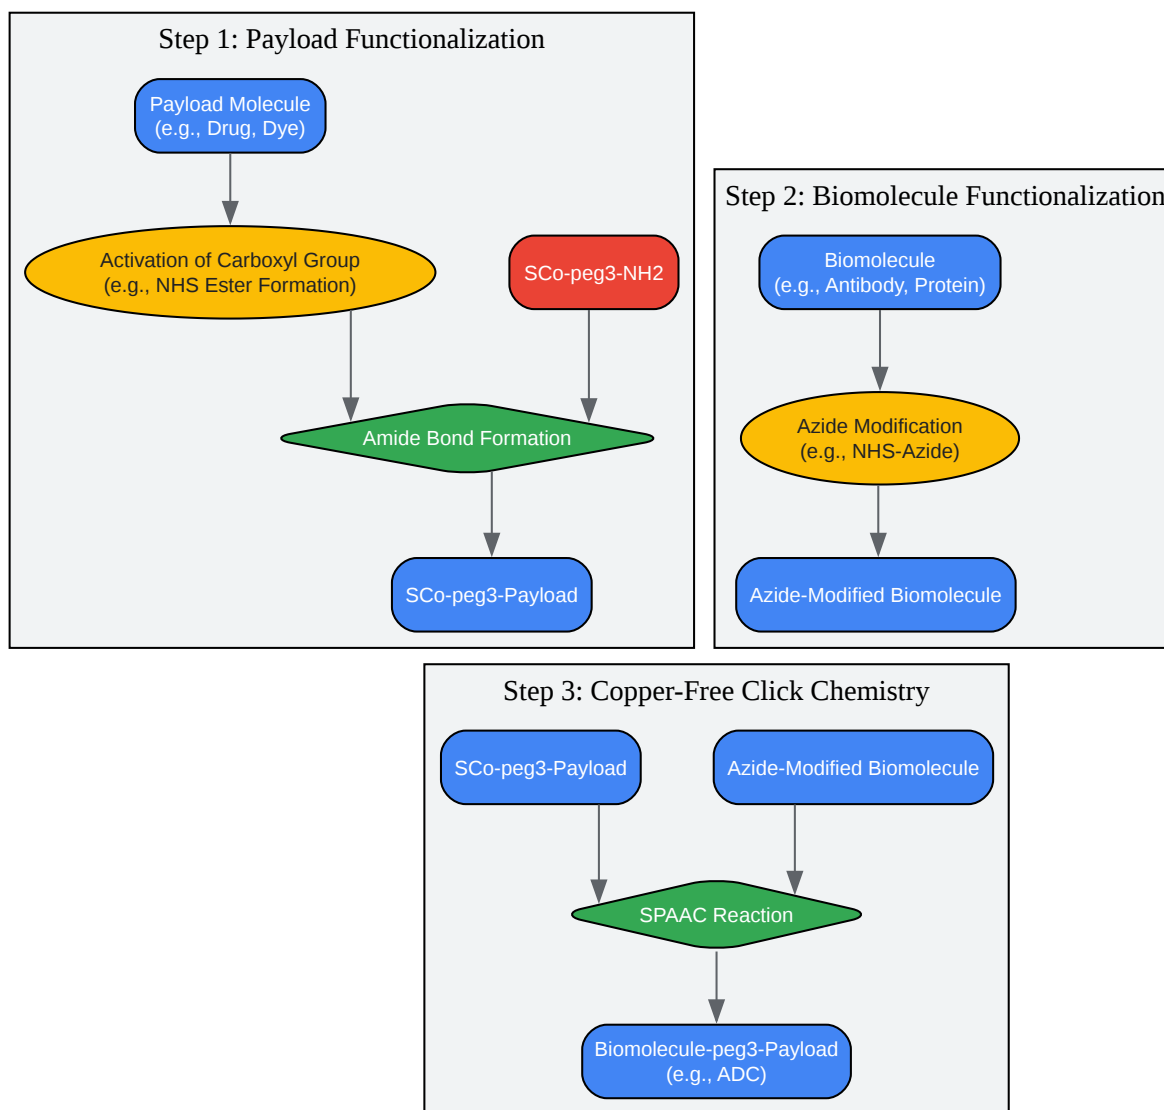 Step 1: Payload Functionalization
Payload Molecule
(e.g., Drug, Dye)
Activation of Carboxyl Group
(e.g., NHS Ester Formation)
SCo-peg3-NH2
Amide Bond Formation
SCo-peg3-Payload
Step 2: Biomolecule Functionalization
Biomolecule
(e.g., Antibody, Protein)
Azide Modification
(e.g., NHS-Azide)
Azide-Modified Biomolecule
Step 3: Copper-Free Click Chemistry
SCo-peg3-Payload
Azide-Modified Biomolecule
SPAAC Reaction
Biomolecule-peg3-Payload
(e.g., ADC)